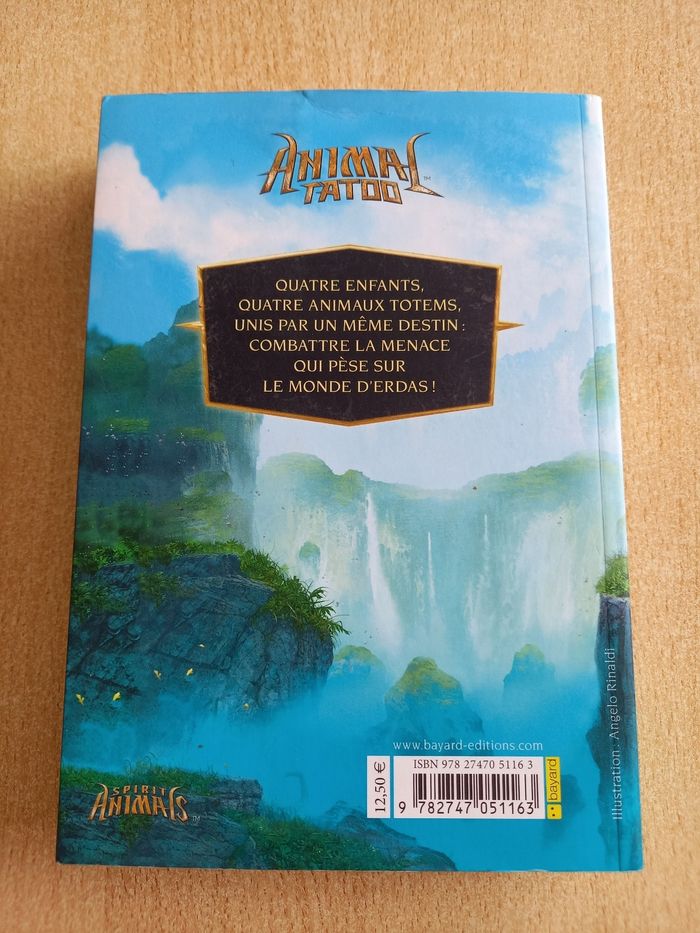 ANIMAL
TATOO™
QUATRE ENFANTS,
QUATRE ANIMAUX TOTEMS,
UNIS PAR UN MÊME DESTIN :
COMBATTRE LA MENACE
QUI PÈSE SUR
LE MONDE D'ERDAS !
Illustration : Angelo Rinaldi
www.bayard-editions.com
ISBN 978 27470 5116 3
12,50 €
9 782747 051163
bayard
SPIRIT
ANIMALS™